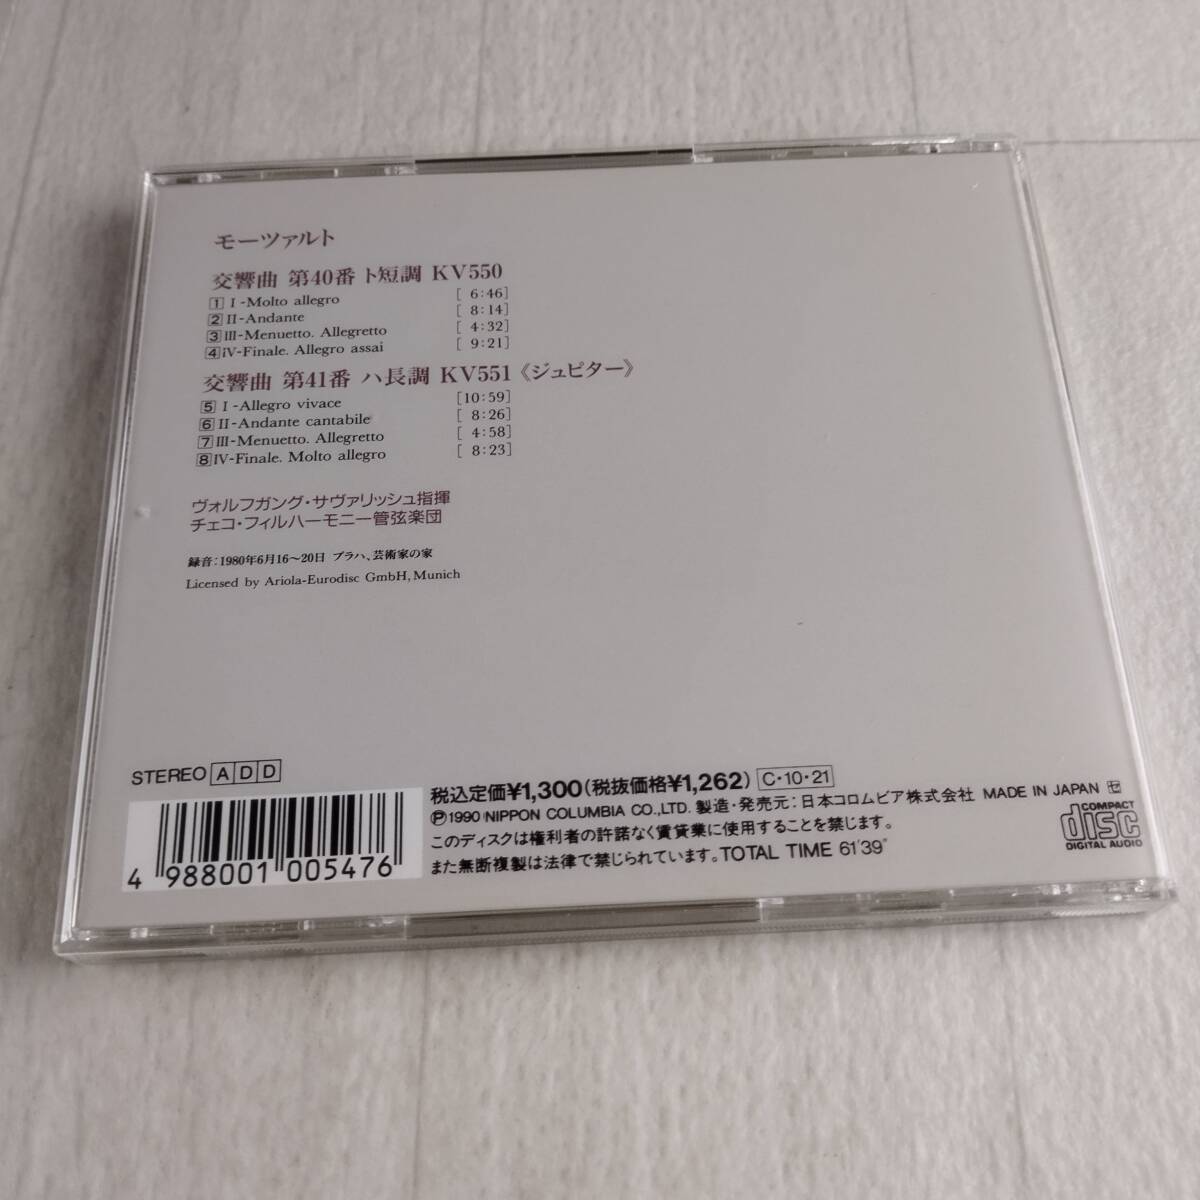 モーツァルト
交響曲 第40番 ト短調 KV550
1 I-Molto allegro [ 6:46]
2 II-Andante [ 8:14]
3 III-Menuetto. Allegretto [ 4:32]
4 IV-Finale. Allegro assai [ 9:21]
交響曲 第41番 ハ長調 KV551《ジュピター》
5 I-Allegro vivace [10:59]
6 II-Andante cantabile [ 8:26]
7 III-Menuetto. Allegretto [ 4:58]
8 IV-Finale. Molto allegro [ 8:23]
ヴォルフガング・サヴァリッシュ指揮
チェコ・フィルハーモニー管弦楽団
録音:1980年6月16〜20日 プラハ、芸術家の家
Licensed by Ariola-Eurodisc GmbH, Munich
STEREO A D D
4 988001 005476
税込定価¥1,300(税抜価格¥1,262) C・10・21
Ⓟ1990 NIPPON COLUMBIA CO.,LTD. 製造・発売元:日本コロムビア株式会社 MADE IN JAPAN セ
このディスクは権利者の許諾なく賃貸業に使用することを禁じます。
また無断複製は法律で禁じられています。TOTAL TIME 61'39"
COMPACT
disc
DIGITAL AUDIO